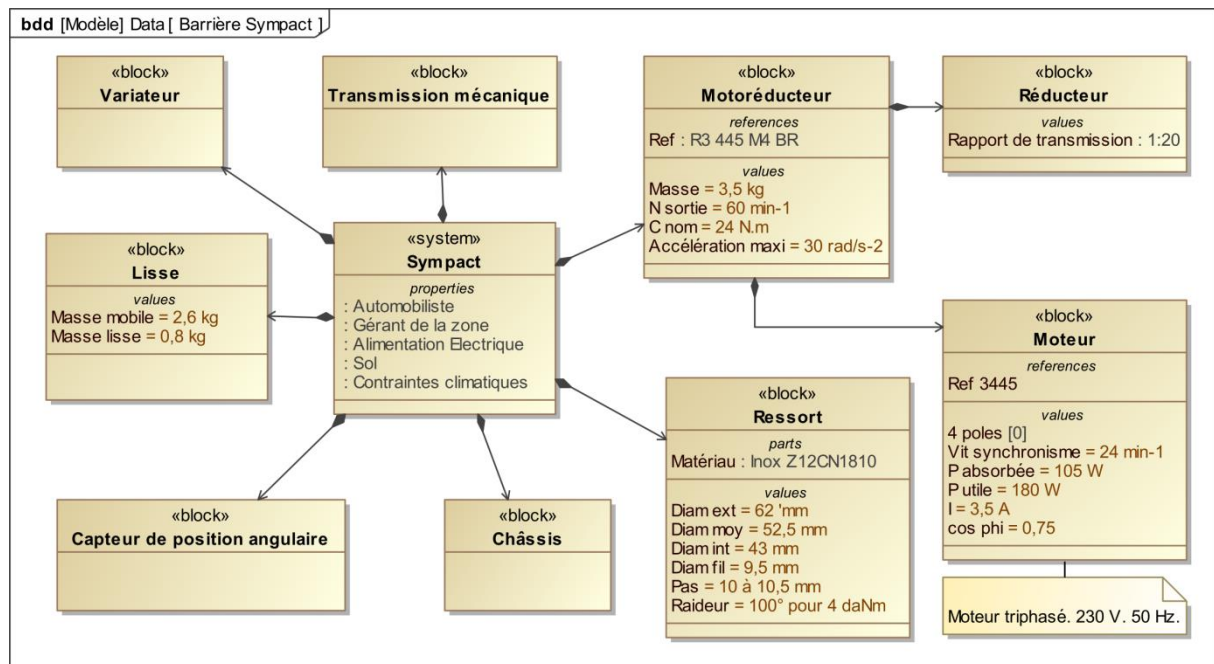 bdd [Modèle] Data [ Barrière Sympact ]
«block»
Variateur
«block»
Transmission mécanique
«block»
Motoréducteur
references
Ref : R3 445 M4 BR
values
Masse = 3,5 kg
N sortie = 60 min-1
C nom = 24 N.m
Accélération maxi = 30 rad/s-2
«block»
Réducteur
values
Rapport de transmission : 1:20
«block»
Lisse
values
Masse mobile = 2,6 kg
Masse lisse = 0,8 kg
«system»
Sympact
properties
: Automobiliste
: Gérant de la zone
: Alimentation Electrique
: Sol
: Contraintes climatiques
«block»
Moteur
references
Ref 3445
values
4 poles [0]
Vit synchronisme = 24 min-1
P absorbée = 105 W
P utile = 180 W
I = 3,5 A
cos phi = 0,75
«block»
Ressort
parts
Matériau : Inox Z12CN1810
values
Diam ext = 62 'mm
Diam moy = 52,5 mm
Diam int = 43 mm
Diam fil = 9,5 mm
Pas = 10 à 10,5 mm
Raideur = 100° pour 4 daNm
«block»
Capteur de position angulaire
«block»
Châssis
Moteur triphasé. 230 V. 50 Hz.